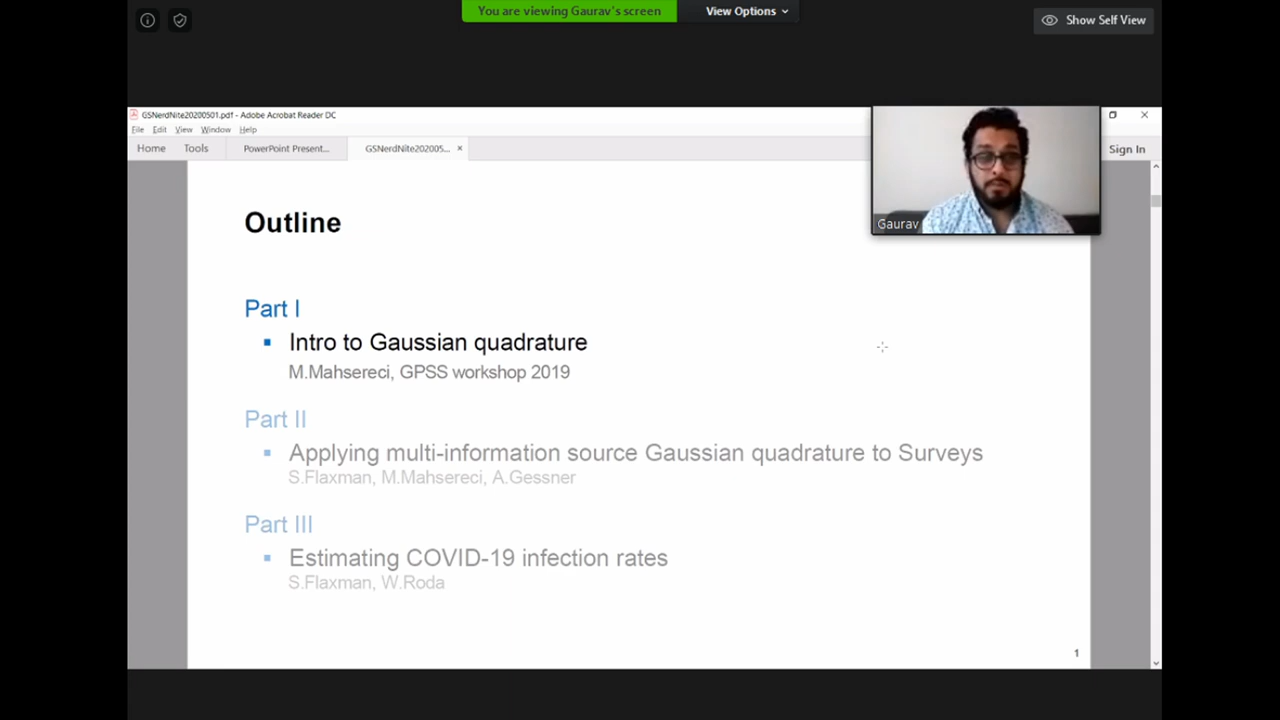 You are viewing Gaurav's screen
View Options
Show Self View
GSNerdNite20200501.pdf - Adobe Acrobat Reader DC
File Edit View Window Help
Home Tools PowerPoint Present... GSNerdNite202005... × Sign In
Gaurav
Outline
Part I
Intro to Gaussian quadrature
M.Mahsereci, GPSS workshop 2019
Part II
Applying multi-information source Gaussian quadrature to Surveys
S.Flaxman, M.Mahsereci, A.Gessner
Part III
Estimating COVID-19 infection rates
S.Flaxman, W.Roda
1